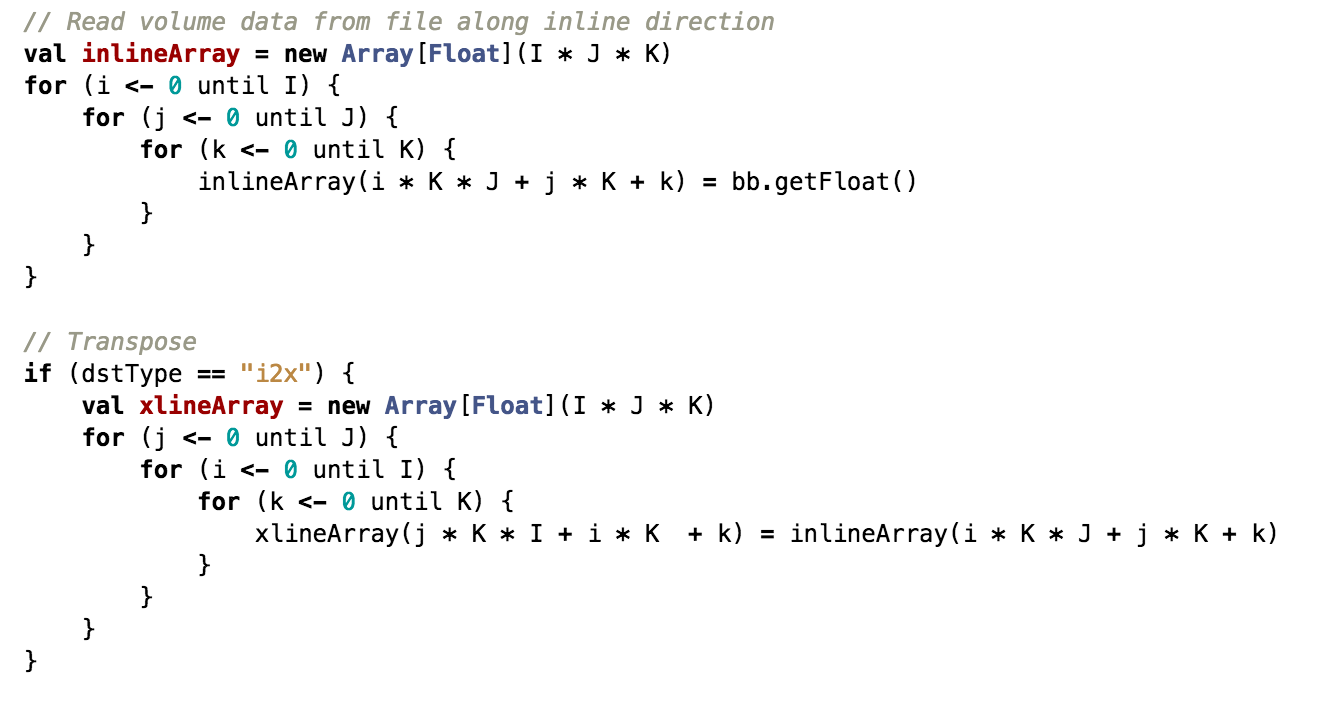 // Read volume data from file along inline direction
val inlineArray = new Array[Float](I * J * K)
for (i <- 0 until I) {
    for (j <- 0 until J) {
        for (k <- 0 until K) {
            inlineArray(i * K * J + j * K + k) = bb.getFloat()
        }
    }
}

// Transpose
if (dstType == "i2x") {
    val xlineArray = new Array[Float](I * J * K)
    for (j <- 0 until J) {
        for (i <- 0 until I) {
            for (k <- 0 until K) {
                xlineArray(j * K * I + i * K  + k) = inlineArray(i * K * J + j * K + k)
            }
        }
    }
}